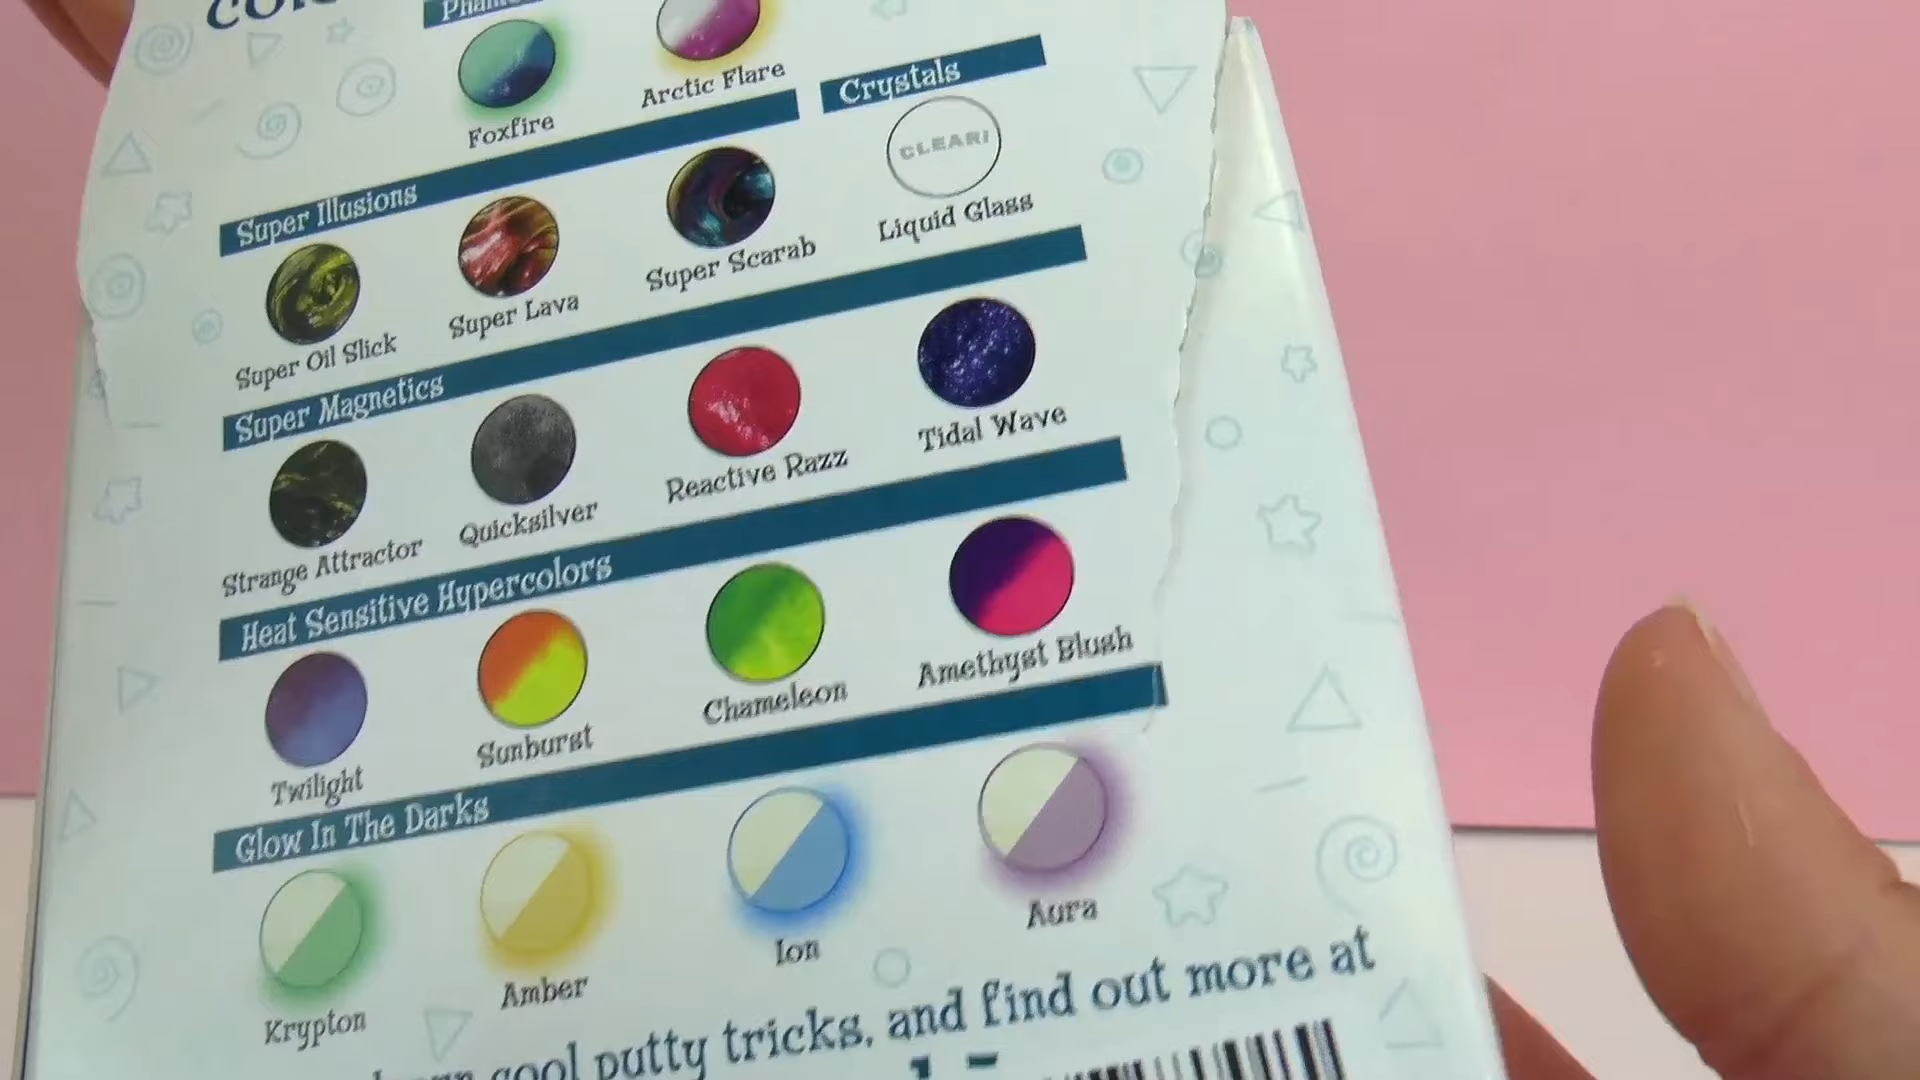 Foxfire
Arctic Flare
Crystals
CLEAR!
Liquid Glass
Super Illusions
Super Oil Slick
Super Lava
Super Scarab
Super Magnetics
Strange Attractor
Quicksilver
Reactive Razz
Tidal Wave
Heat Sensitive Hypercolors
Twilight
Sunburst
Chameleon
Amethyst Blush
Glow In The Darks
Krypton
Amber
Ion
Aura
cool putty tricks, and find out more at